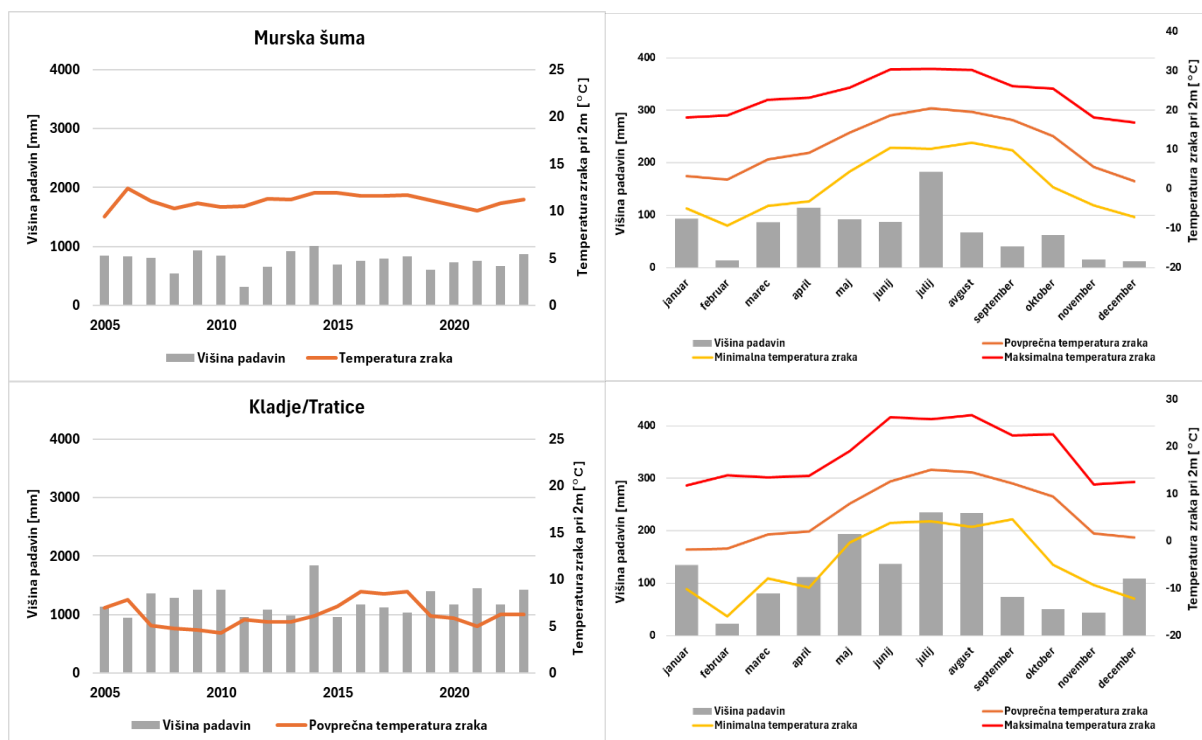 Murska šuma
4000
3000
2000
1000
0
Višina padavin [mm]
25
20
15
10
5
0
Temperatura zraka pri 2m [°C]
2005
2010
2015
2020
Višina padavin
Temperatura zraka
400
300
200
100
0
Višina padavin [mm]
40
30
20
10
0
-10
-20
Temperatura zraka pri 2m [°C]
januar
februar
marec
april
maj
junij
julij
avgust
september
oktober
november
december
Višina padavin
Povprečna temperatura zraka
Minimalna temperatura zraka
Maksimalna temperatura zraka
Kladje/Tratice
4000
3000
2000
1000
0
Višina padavin [mm]
25
20
15
10
5
0
Temperatura zraka pri 2m [°C]
2005
2010
2015
2020
Višina padavin
Povprečna temperatura zraka
400
300
200
100
0
Višina padavin [mm]
30
20
10
0
-10
-20
Temperatura zraka pri 2m [°C]
januar
februar
marec
april
maj
junij
julij
avgust
september
oktober
november
december
Višina padavin
Povprečna temperatura zraka
Minimalna temperatura zraka
Maksimalna temperatura zraka